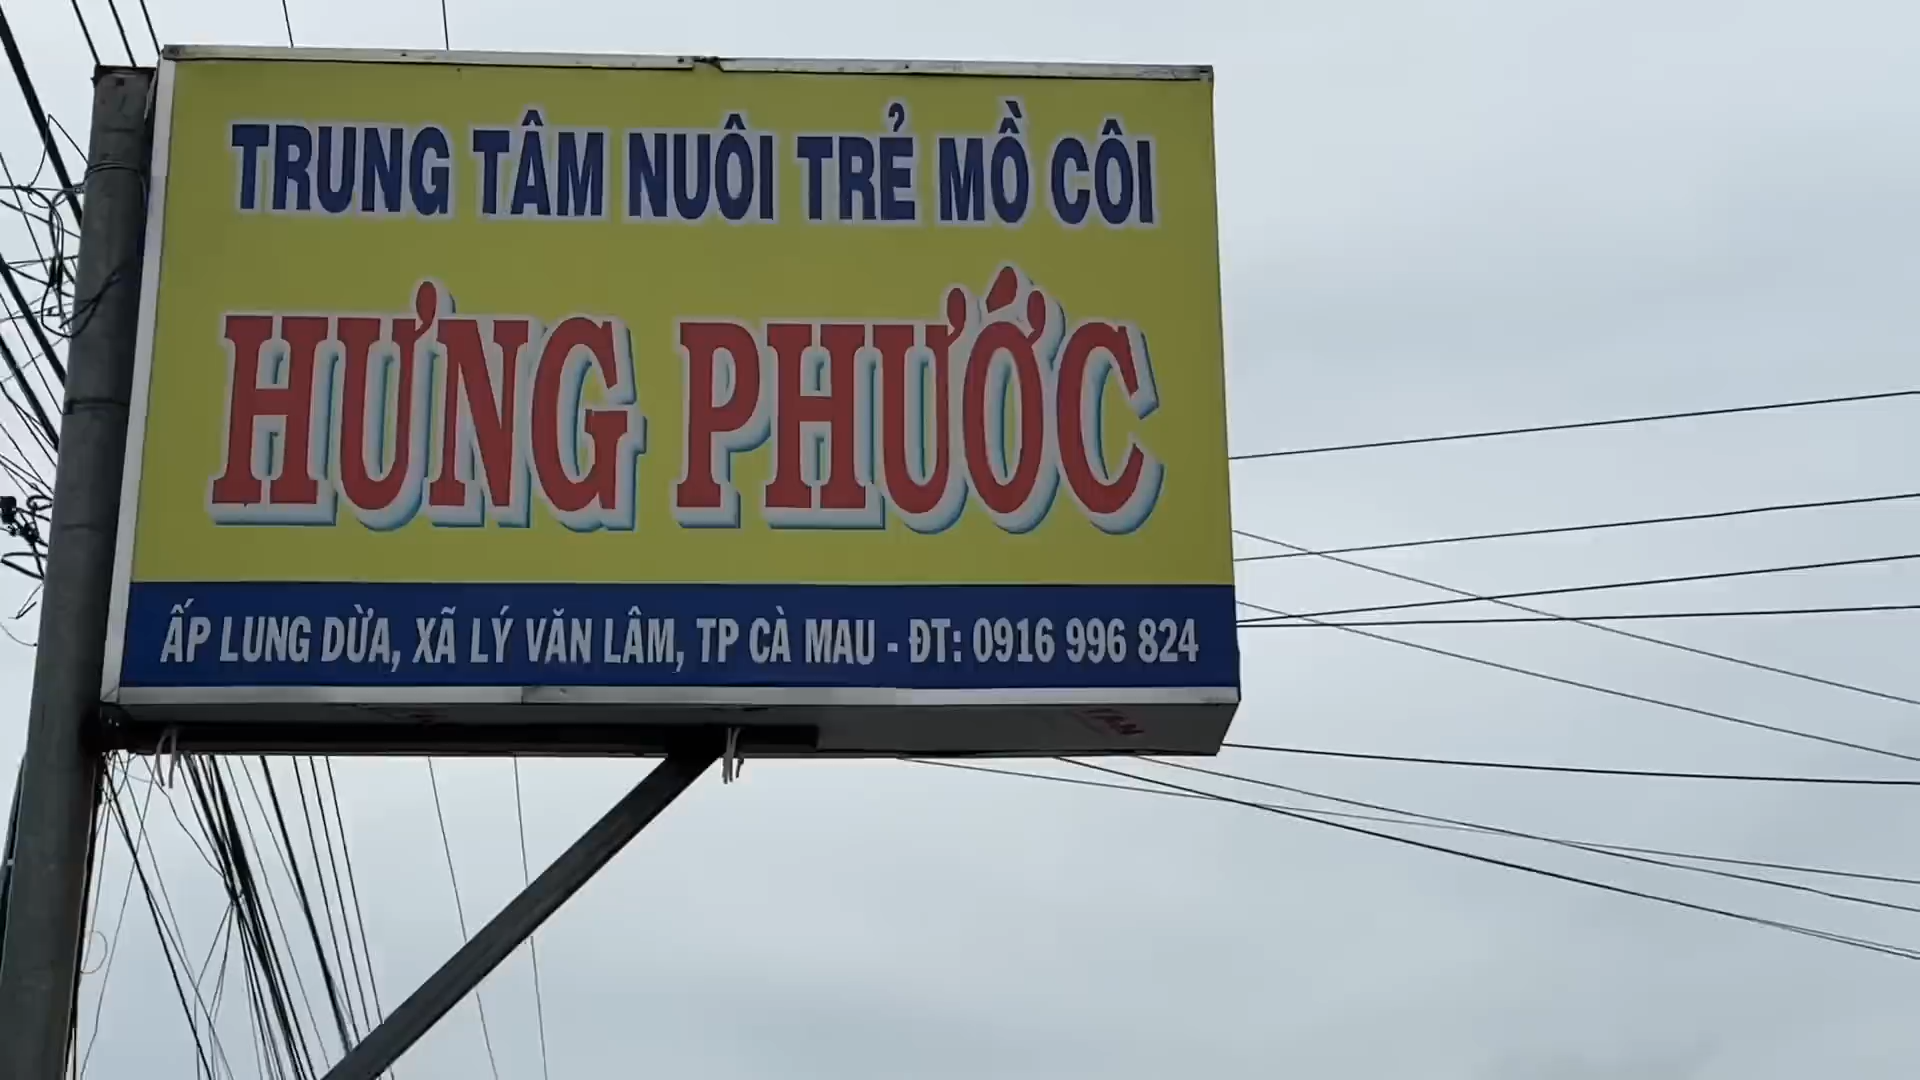 TRUNG TÂM NUÔI TRẺ MỒ CÔI
HƯNG PHƯỚC
ẤP LUNG DỪA, XÃ LÝ VĂN LÂM, TP CÀ MAU - ĐT: 0916 996 824